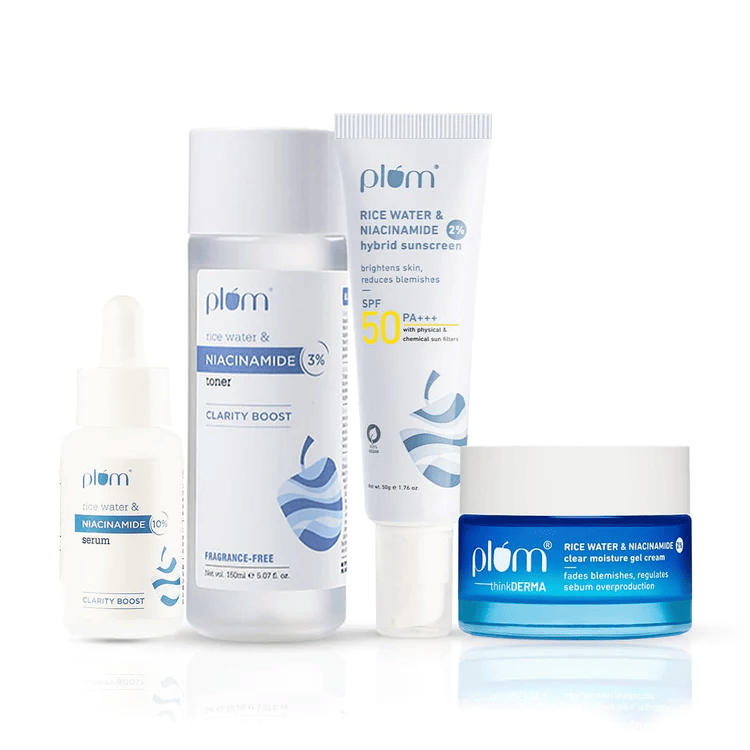 plum®
rice water &
NIACINAMIDE 10%
serum
CLARITY BOOST
plum®
rice water &
NIACINAMIDE 3%
toner
CLARITY BOOST
FRAGRANCE-FREE
Net vol. 150ml e 5.07 fl. oz.
plum®
RICE WATER &
NIACINAMIDE 2%
hybrid sunscreen
brightens skin,
reduces blemishes
SPF
50 PA+++
with physical &
chemical sun filters
100%
VEGAN
Net wt. 50g e 1.76 oz.
plum®
thinkDERMA
RICE WATER & NIACINAMIDE 2%
clear moisture gel cream
fades blemishes, regulates
sebum overproduction